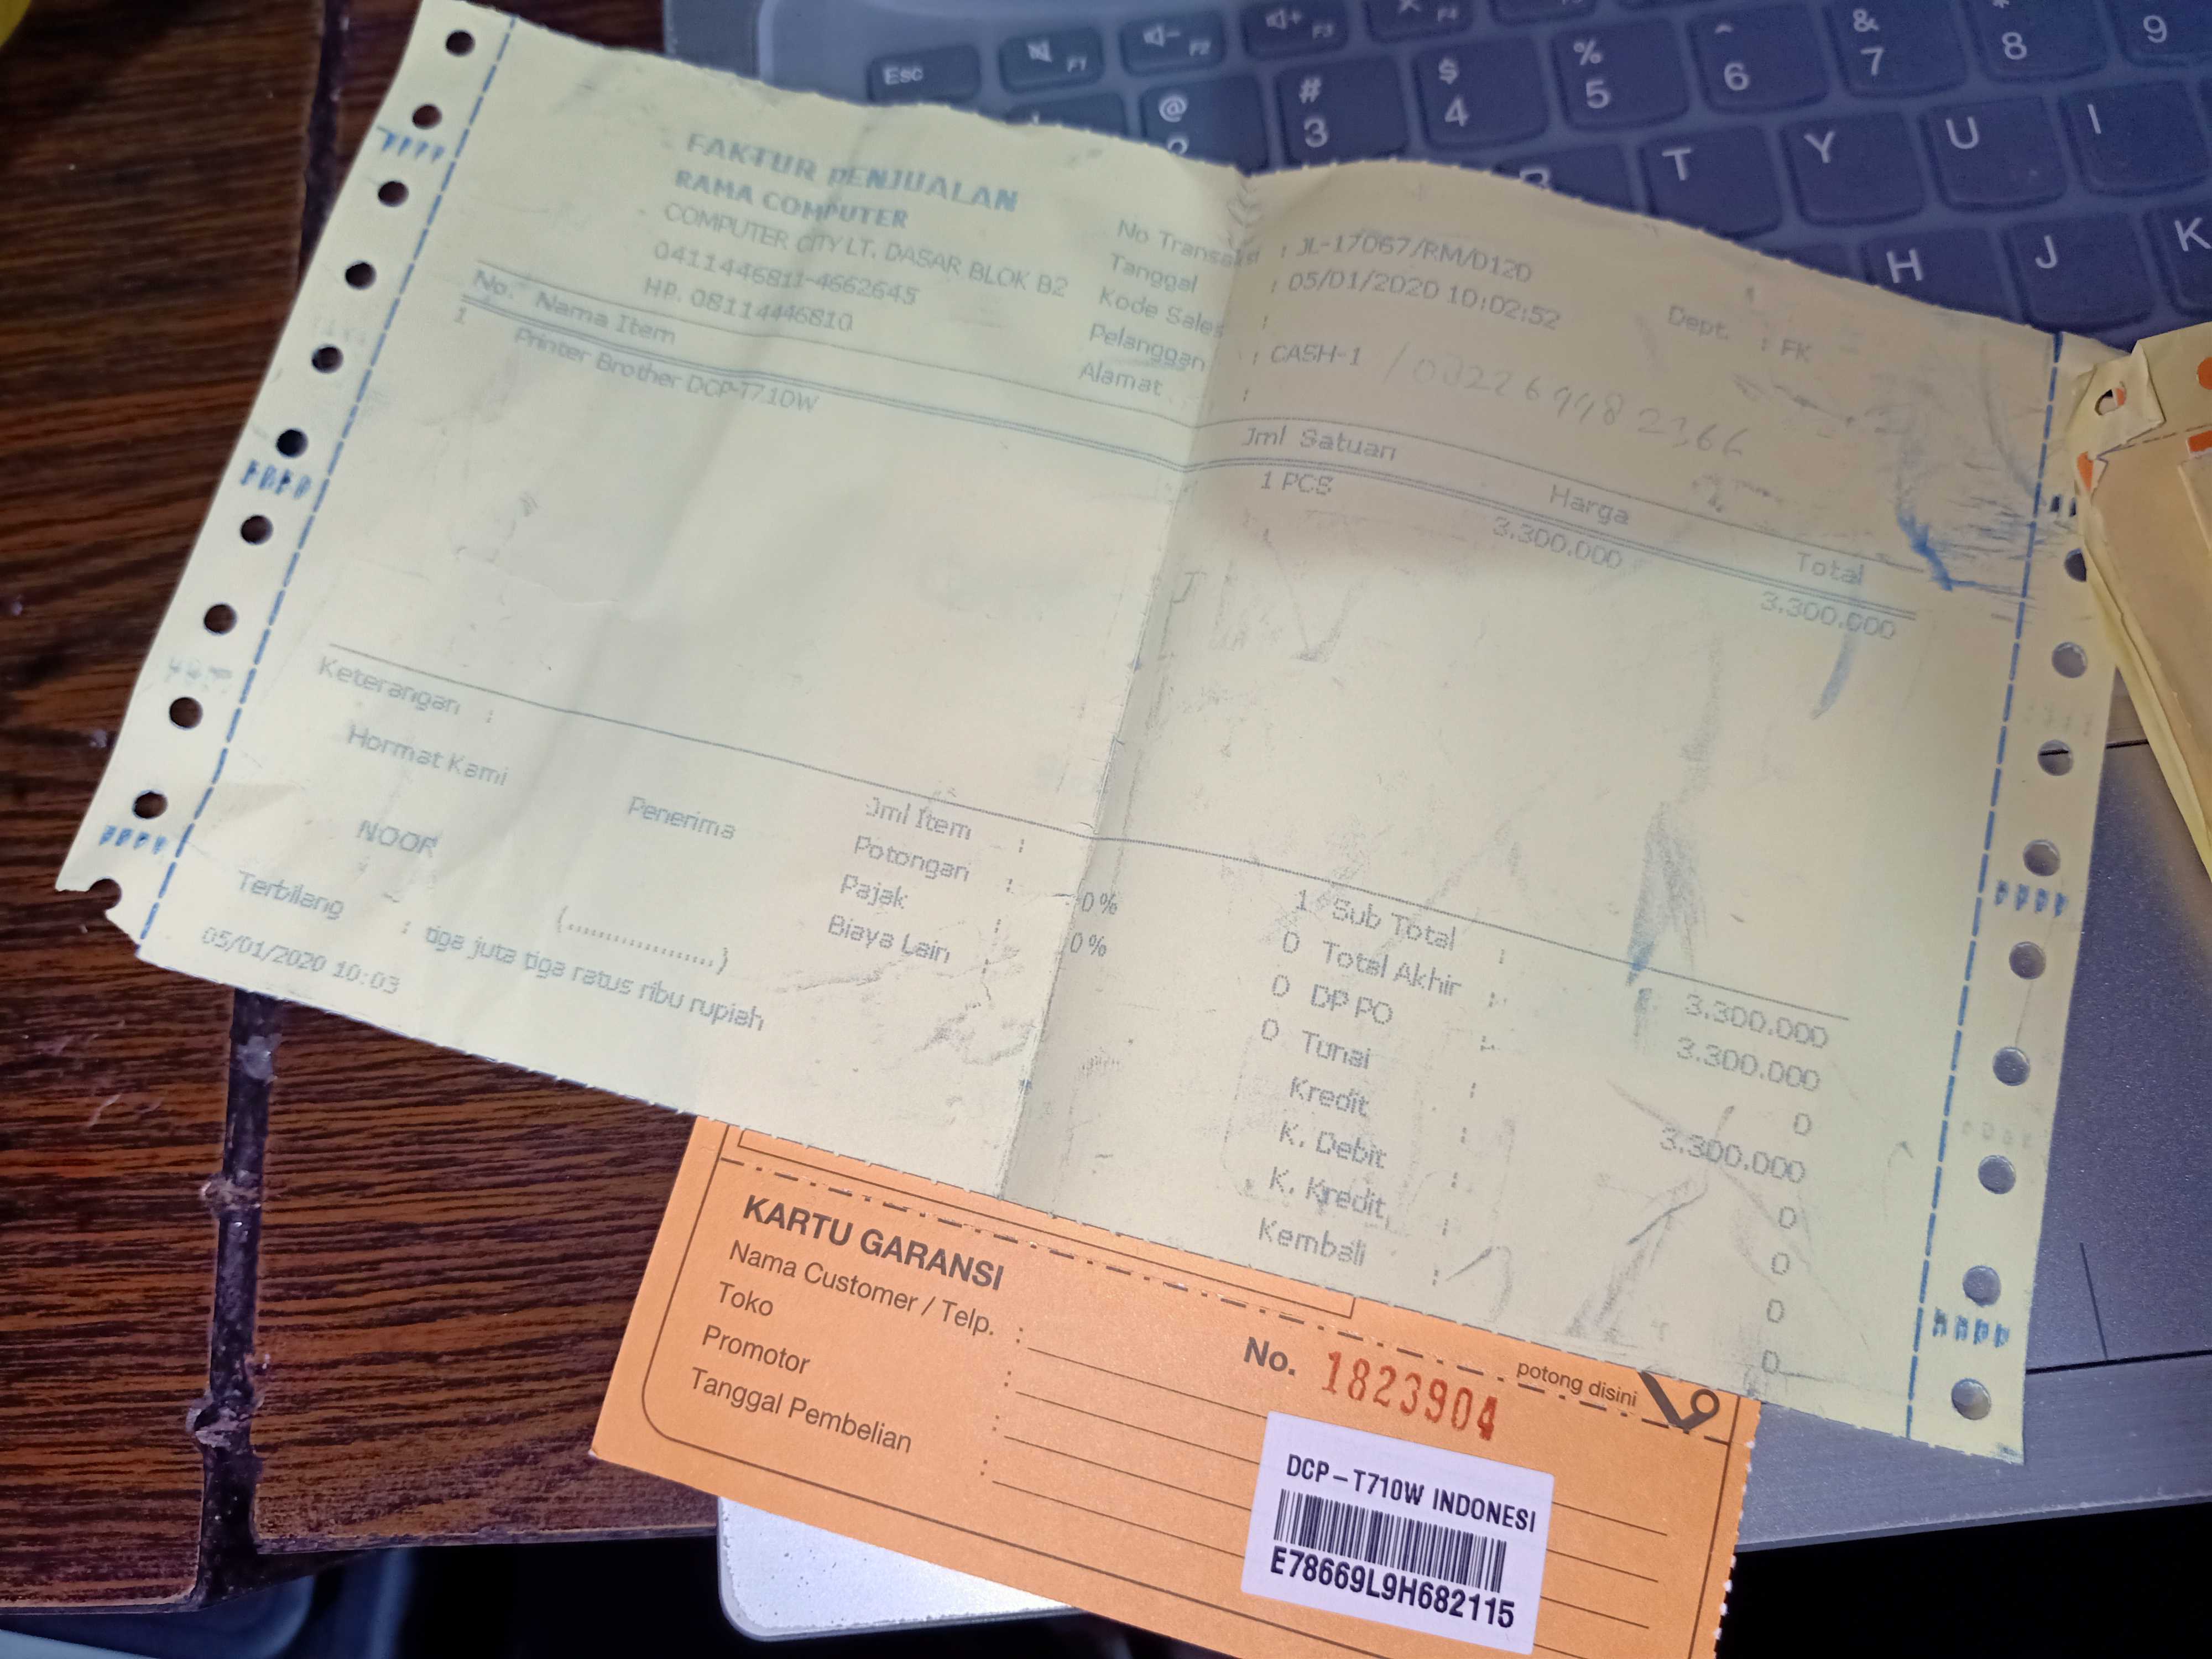 FAKTUR PENJUALAN
RAMA COMPUTER
COMPUTER CITY LT. DASAR BLOK B2
0411446811-4662645
HP. 08114446810
No Transaksi : JL-17067/RM/0120
Tanggal : 05/01/2020 10:02:52
Kode Sales :
Dept. : FK
Pelanggan : CASH-1 /
Alamat :
No. Nama Item Jml Satuan Harga Total
1 Printer Brother DCP-T710W 1 PCS 3.300.000 3.300.000
Keterangan :
Hormat Kami
Penerima
NOOR
(..................)
Jml Item : 1
Potongan : 0% 0
Pajak : 0% 0
Biaya Lain : 0
Sub Total : 3.300.000
Total Akhir : 3.300.000
DP PO : 0
Tunai : 3.300.000
Kredit : 0
K. Debit : 0
K. Kredit : 0
Kembali : 0
Terbilang : tiga juta tiga ratus ribu rupiah
05/01/2020 10:03
potong disini
KARTU GARANSI
No. 1823904
Nama Customer / Telp. :
Toko :
Promotor :
Tanggal Pembelian :
DCP-T710W INDONESI
E78669L9H682115
Esc F1 F2 F3 F4
@ # 3 $ 4 % 5 ^ 6 & 7 * 8 9
T Y U I
H J K